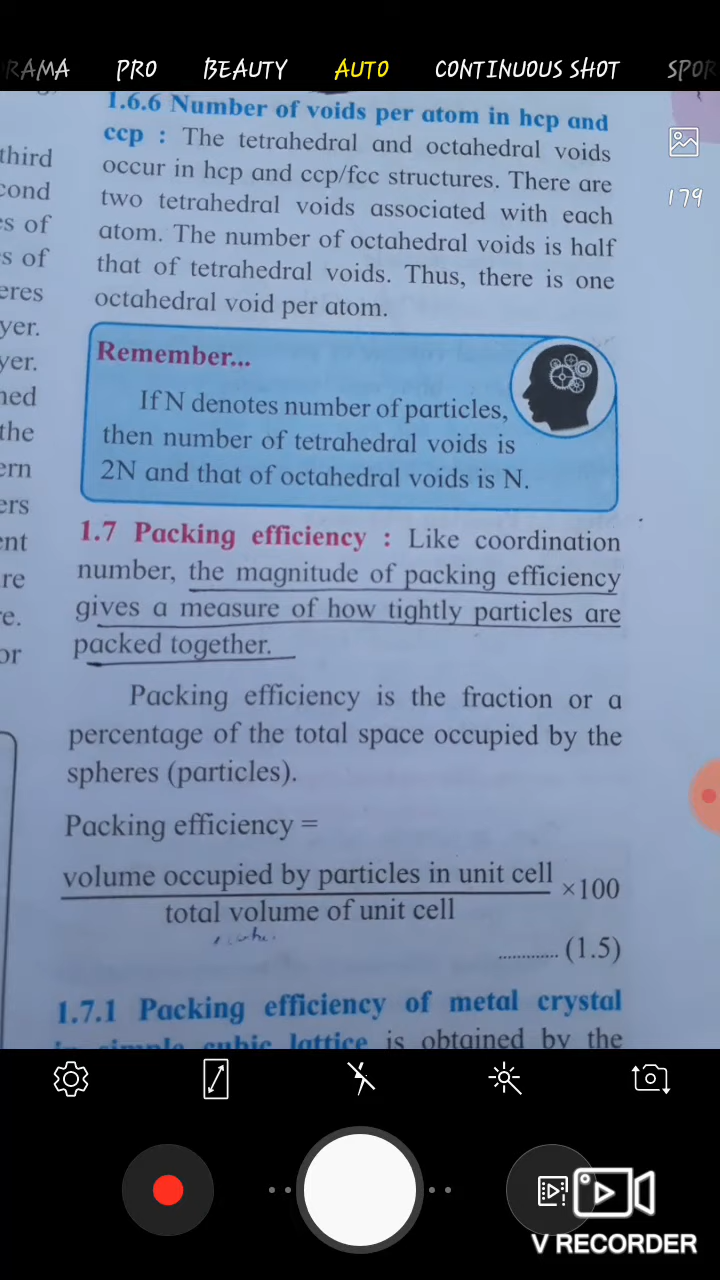 RAMA PRO BEAUTY AUTO CONTINUOUS SHOT SPOR
179
third
cond
s of
s of
eres
yer.
yer.
ned
the
ern
ers
ent
re
e.
or
1.6.6 Number of voids per atom in hcp and
ccp : The tetrahedral and octahedral voids
occur in hcp and ccp/fcc structures. There are
two tetrahedral voids associated with each
atom. The number of octahedral voids is half
that of tetrahedral voids. Thus, there is one
octahedral void per atom.
Remember...
If N denotes number of particles,
then number of tetrahedral voids is
2N and that of octahedral voids is N.
1.7 Packing efficiency : Like coordination
number, the magnitude of packing efficiency
gives a measure of how tightly particles are
packed together.
Packing efficiency is the fraction or a
percentage of the total space occupied by the
spheres (particles).
Packing efficiency =
volume occupied by particles in unit cell
×100
total volume of unit cell
............ (1.5)
1.7.1 Packing efficiency of metal crystal
in simple cubic lattice is obtained by the
V RECORDER